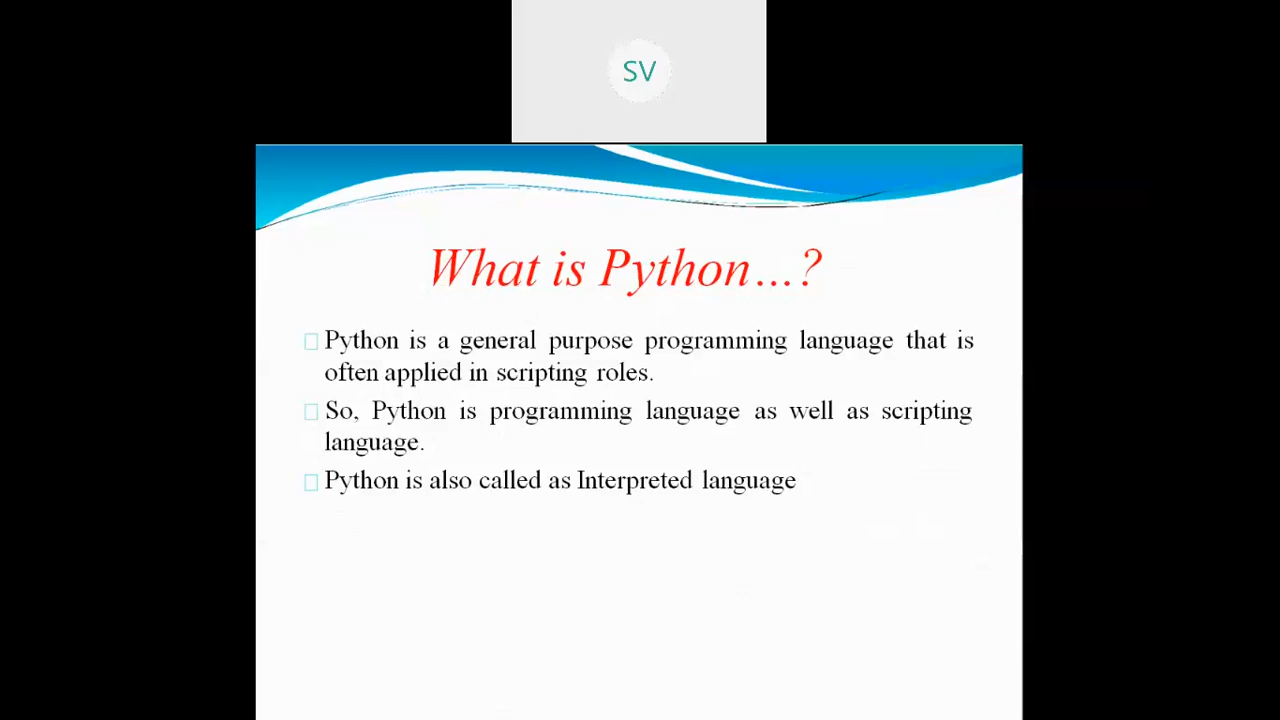 SV
What is Python...?
Python is a general purpose programming language that is
often applied in scripting roles.
So, Python is programming language as well as scripting
language.
Python is also called as Interpreted language